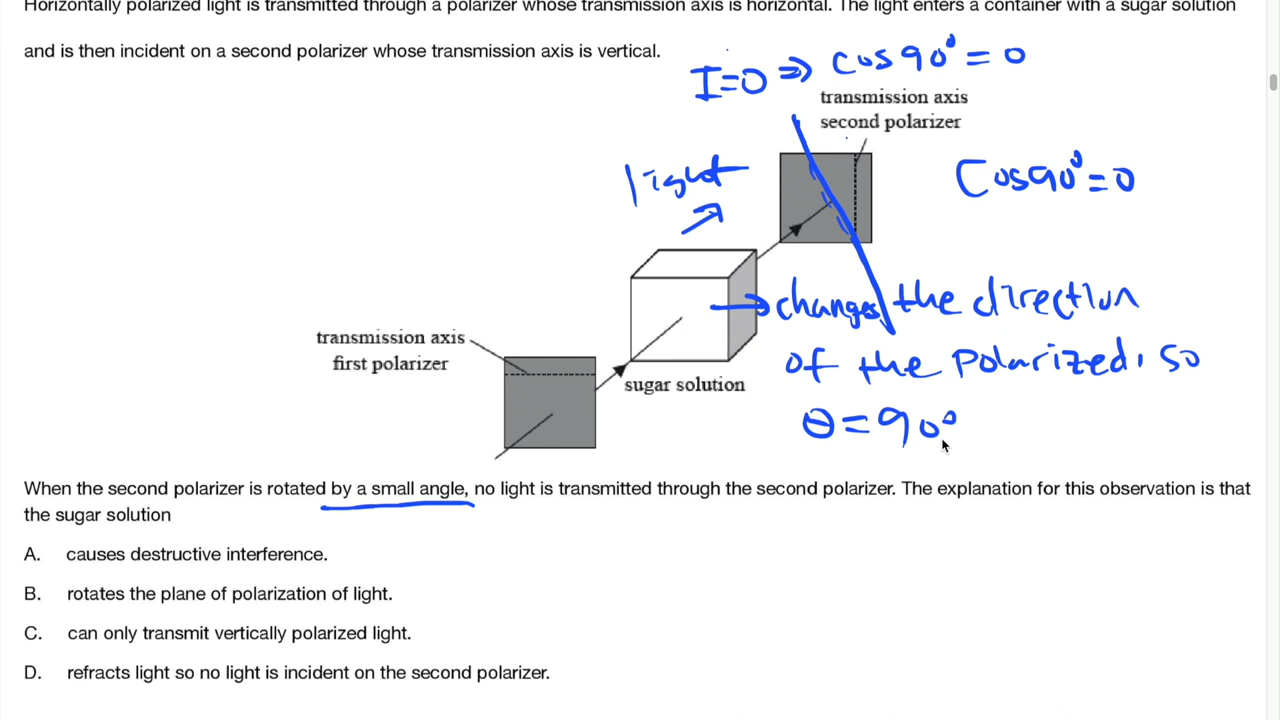 Horizontally polarized light is transmitted through a polarizer whose transmission axis is horizontal. The light enters a container with a sugar solution
and is then incident on a second polarizer whose transmission axis is vertical.
I=0 ⇒ cos90°=0
transmission axis
second polarizer
light
Cos90°=0
changes the direction
of the Polarized, so
θ=90°
transmission axis
first polarizer
sugar solution
When the second polarizer is rotated by a small angle, no light is transmitted through the second polarizer. The explanation for this observation is that
the sugar solution
A. causes destructive interference.
B. rotates the plane of polarization of light.
C. can only transmit vertically polarized light.
D. refracts light so no light is incident on the second polarizer.